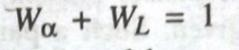 W_α + W_L = 1